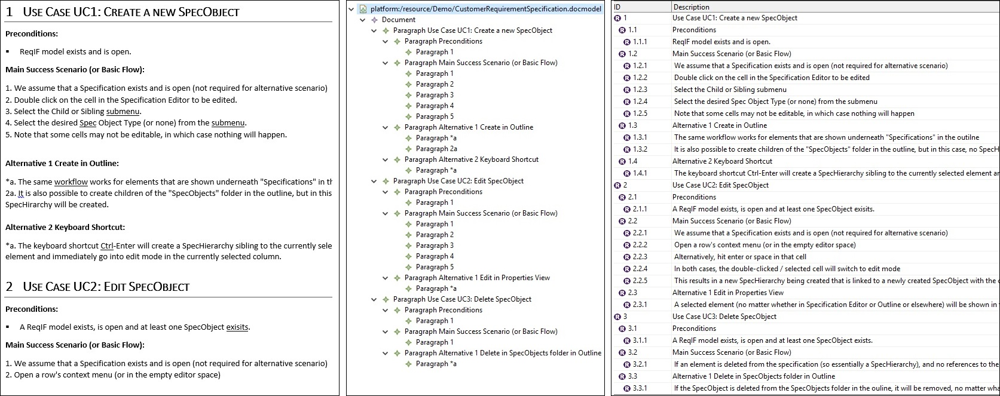 1 Use Case UC1: Create a new SpecObject
Preconditions:
▪ ReqIF model exists and is open.
Main Success Scenario (or Basic Flow):
1. We assume that a Specification exists and is open (not required for alternative scenario)
2. Double click on the cell in the Specification Editor to be edited.
3. Select the Child or Sibling submenu.
4. Select the desired Spec Object Type (or none) from the submenu.
5. Note that some cells may not be editable, in which case nothing will happen.
Alternative 1 Create in Outline:
*a. The same workflow works for elements that are shown underneath "Specifications" in th
2a. It is also possible to create children of the "SpecObjects" folder in the outline, but in this
SpecHirarchy will be created.
Alternative 2 Keyboard Shortcut:
*a. The keyboard shortcut Ctrl-Enter will create a SpecHierarchy sibling to the currently sele
element and immediately go into edit mode in the currently selected column.
2 Use Case UC2: Edit SpecObject
Preconditions:
▪ A ReqIF model exists, is open and at least one SpecObject exisits.
Main Success Scenario (or Basic Flow):
1. We assume that a Specification exists and is open (not required for alternative scenario)
2. Open a row's context menu (or in the empty editor space)
platform:/resource/Demo/CustomerRequirementSpecification.docmodel
Document
Paragraph Use Case UC1: Create a new SpecObject
Paragraph Preconditions
Paragraph 1
Paragraph Main Success Scenario (or Basic Flow)
Paragraph 1
Paragraph 2
Paragraph 3
Paragraph 4
Paragraph 5
Paragraph Alternative 1 Create in Outline
Paragraph *a
Paragraph 2a
Paragraph Alternative 2 Keyboard Shortcut
Paragraph *a
Paragraph Use Case UC2: Edit SpecObject
Paragraph Preconditions
Paragraph 1
Paragraph Main Success Scenario (or Basic Flow)
Paragraph 1
Paragraph 2
Paragraph 3
Paragraph 4
Paragraph 5
Paragraph Alternative 1 Edit in Properties View
Paragraph *a
Paragraph Use Case UC3: Delete SpecObject
Paragraph Preconditions
Paragraph 1
Paragraph Main Success Scenario (or Basic Flow)
Paragraph 1
Paragraph Alternative 1 Delete in SpecObjects folder in Outline
Paragraph *a
ID Description
R 1 Use Case UC1: Create a new SpecObject
R 1.1 Preconditions
R 1.1.1 ReqIF model exists and is open.
R 1.2 Main Success Scenario (or Basic Flow)
R 1.2.1 We assume that a Specification exists and is open (not required for alternative scenario)
R 1.2.2 Double click on the cell in the Specification Editor to be edited
R 1.2.3 Select the Child or Sibling submenu
R 1.2.4 Select the desired Spec Object Type (or none) from the submenu
R 1.2.5 Note that some cells may not be editable, in which case nothing will happen
R 1.3 Alternative 1 Create in Outline
R 1.3.1 The same workflow works for elements that are shown underneath "Specifications" in the outilne
R 1.3.2 It is also possible to create children of the "SpecObjects" folder in the outline, but in this case, no SpecH
R 1.4 Alternative 2 Keyboard Shortcut
R 1.4.1 The keyboard shortcut Ctrl-Enter will create a SpecHierarchy sibling to the currently selected element ar
R 2 Use Case UC2: Edit SpecObject
R 2.1 Preconditions
R 2.1.1 A ReqIF model exists, is open and at least one SpecObject exisits.
R 2.2 Main Success Scenario (or Basic Flow)
R 2.2.1 We assume that a Specification exists and is open (not required for alternative scenario)
R 2.2.2 Open a row's context menu (or in the empty editor space)
R 2.2.3 Alternatively, hit enter or space in that cell
R 2.2.4 In both cases, the double-clicked / selected cell will switch to edit mode
R 2.2.5 This results in a new SpecHierarchy being created that is linked to a newly created SpecObject with the
R 2.3 Alternative 1 Edit in Properties View
R 2.3.1 A selected element (no matter whether in Specification Editor or Outline or elsewhere) will be shown in
R 3 Use Case UC3: Delete SpecObject
R 3.1 Preconditions
R 3.1.1 A ReqIF model exists, is open and at least one SpecObject exists.
R 3.2 Main Success Scenario (or Basic Flow)
R 3.2.1 If an element is deleted from the specification (so essentially a SpecHierarchy), and no references to the
R 3.3 Alternative 1 Delete in SpecObjects folder in Outline
R 3.3.1 If the SpecObject is deleted from the SpecObjects folder in the ouline, it will be removed, no matter wha